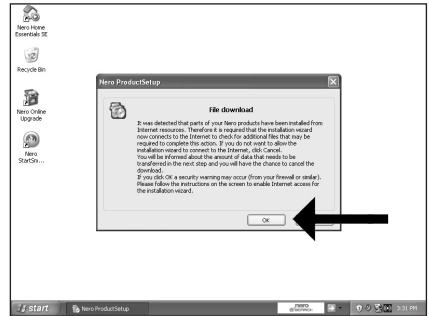 Nero Home
Essentials SE
Recycle Bin
Nero Online
Upgrade
Nero
StartSm...
Nero ProductSetup
File download
It was detected that parts of your Nero products have been installed from
Internet resources. Therefore it is required that the installation wizard
now connects to the Internet to check for additional files that may be
required to complete this action. If you do not want to allow the
installation wizard to connect to the Internet, click Cancel.
You will be informed about the amount of data that needs to be
transferred in the next step and you will have the chance to cancel the
download.
If you click OK a security warning may occur (from your firewall or similar).
Please follow the instructions on the screen to enable Internet access for
the installation wizard.
OK
start
Nero ProductSetup
nero
3:31 PM